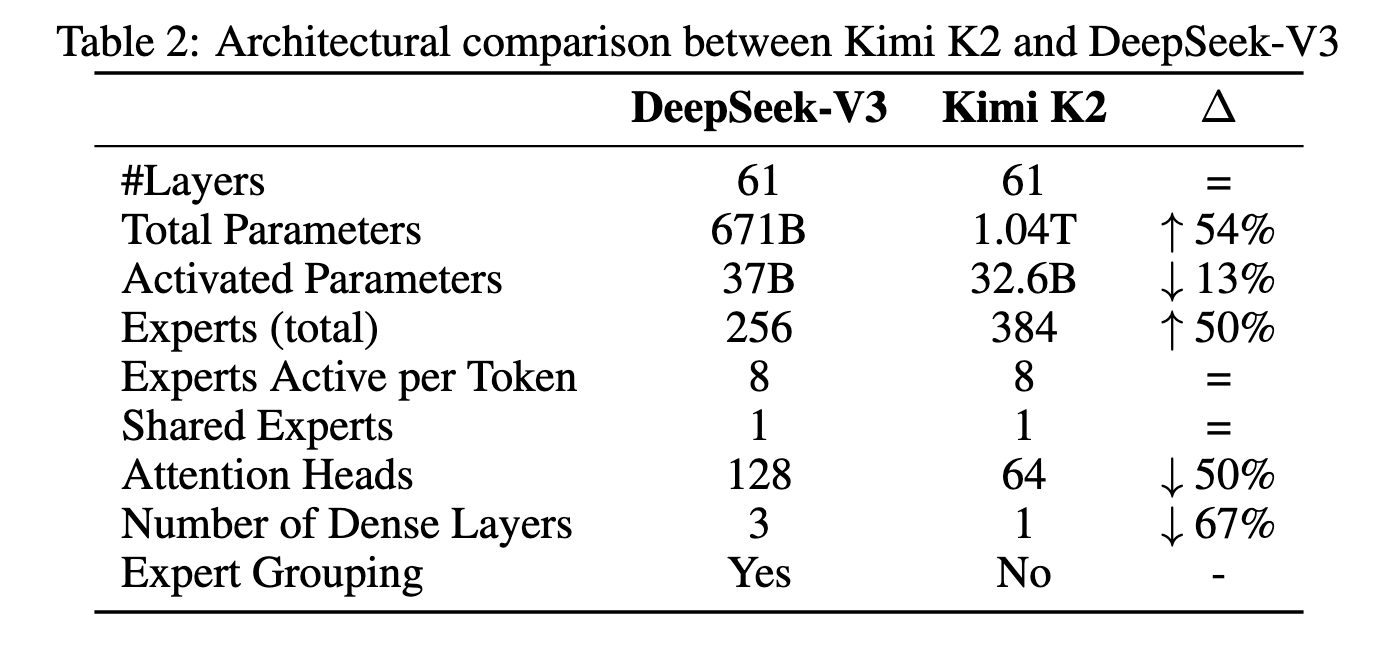 Table 2: Architectural comparison between Kimi K2 and DeepSeek-V3
DeepSeek-V3 Kimi K2 Δ
#Layers 61 61 =
Total Parameters 671B 1.04T ↑ 54%
Activated Parameters 37B 32.6B ↓ 13%
Experts (total) 256 384 ↑ 50%
Experts Active per Token 8 8 =
Shared Experts 1 1 =
Attention Heads 128 64 ↓ 50%
Number of Dense Layers 3 1 ↓ 67%
Expert Grouping Yes No -